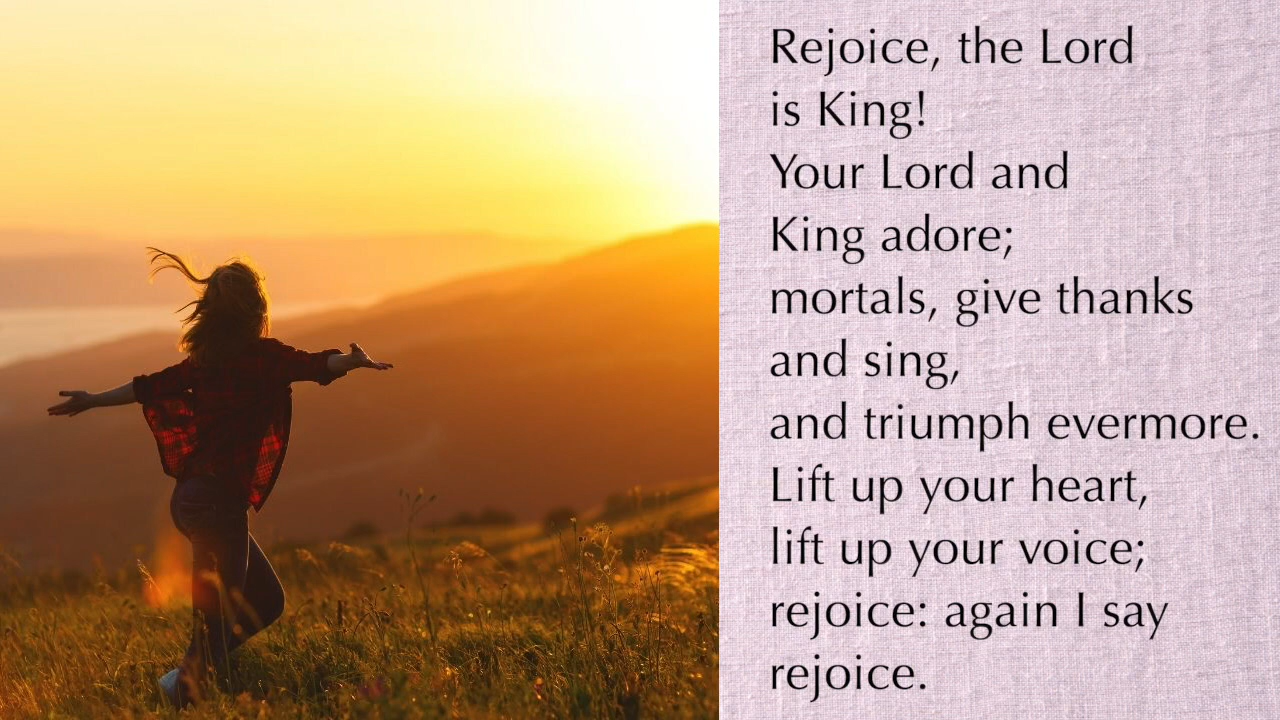 Rejoice, the Lord
is King!
Your Lord and
King adore;
mortals, give thanks
and sing,
and triumph evermore.
Lift up your heart,
lift up your voice;
rejoice: again I say
rejoice.